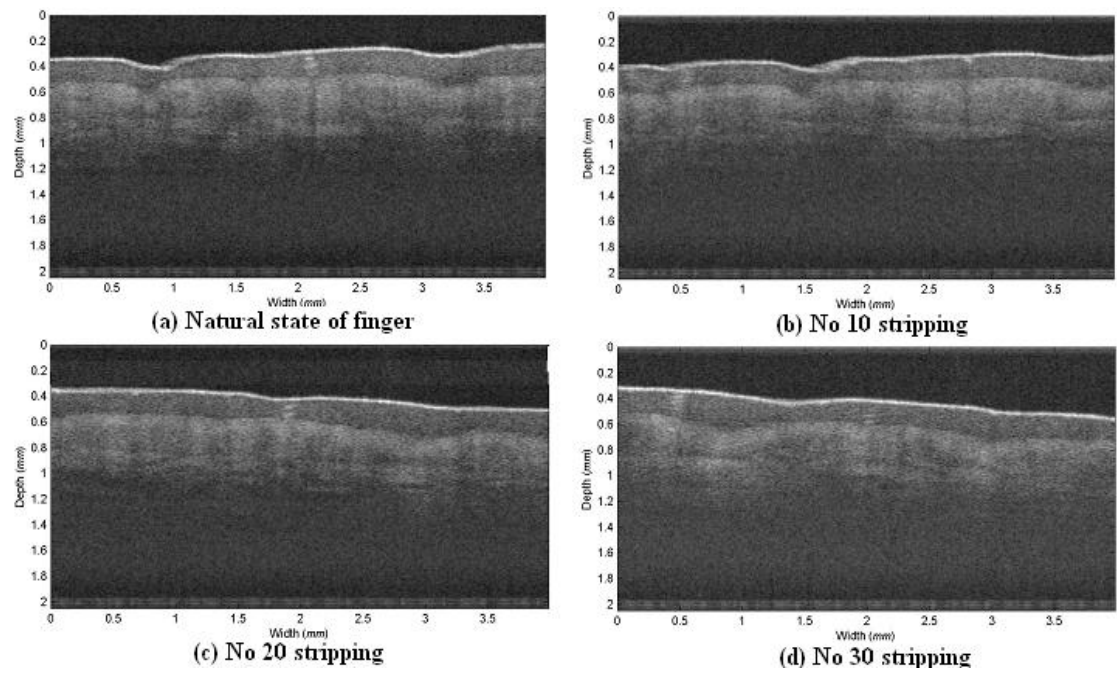 0
0.2
0.4
0.6
0.8
1
1.2
1.4
1.6
1.8
2
Depth (mm)
0 0.5 1 1.5 2 2.5 3 3.5
Width (mm)
(a) Natural state of finger
0
0.2
0.4
0.6
0.8
1
1.2
1.4
1.6
1.8
2
Depth (mm)
0 0.5 1 1.5 2 2.5 3 3.5
Width (mm)
(b) No 10 stripping
0
0.2
0.4
0.6
0.8
1
1.2
1.4
1.6
1.8
2
Depth (mm)
0 0.5 1 1.5 2 2.5 3 3.5
Width (mm)
(c) No 20 stripping
0
0.2
0.4
0.6
0.8
1
1.2
1.4
1.6
1.8
2
Depth (mm)
0 0.5 1 1.5 2 2.5 3 3.5
Width (mm)
(d) No 30 stripping